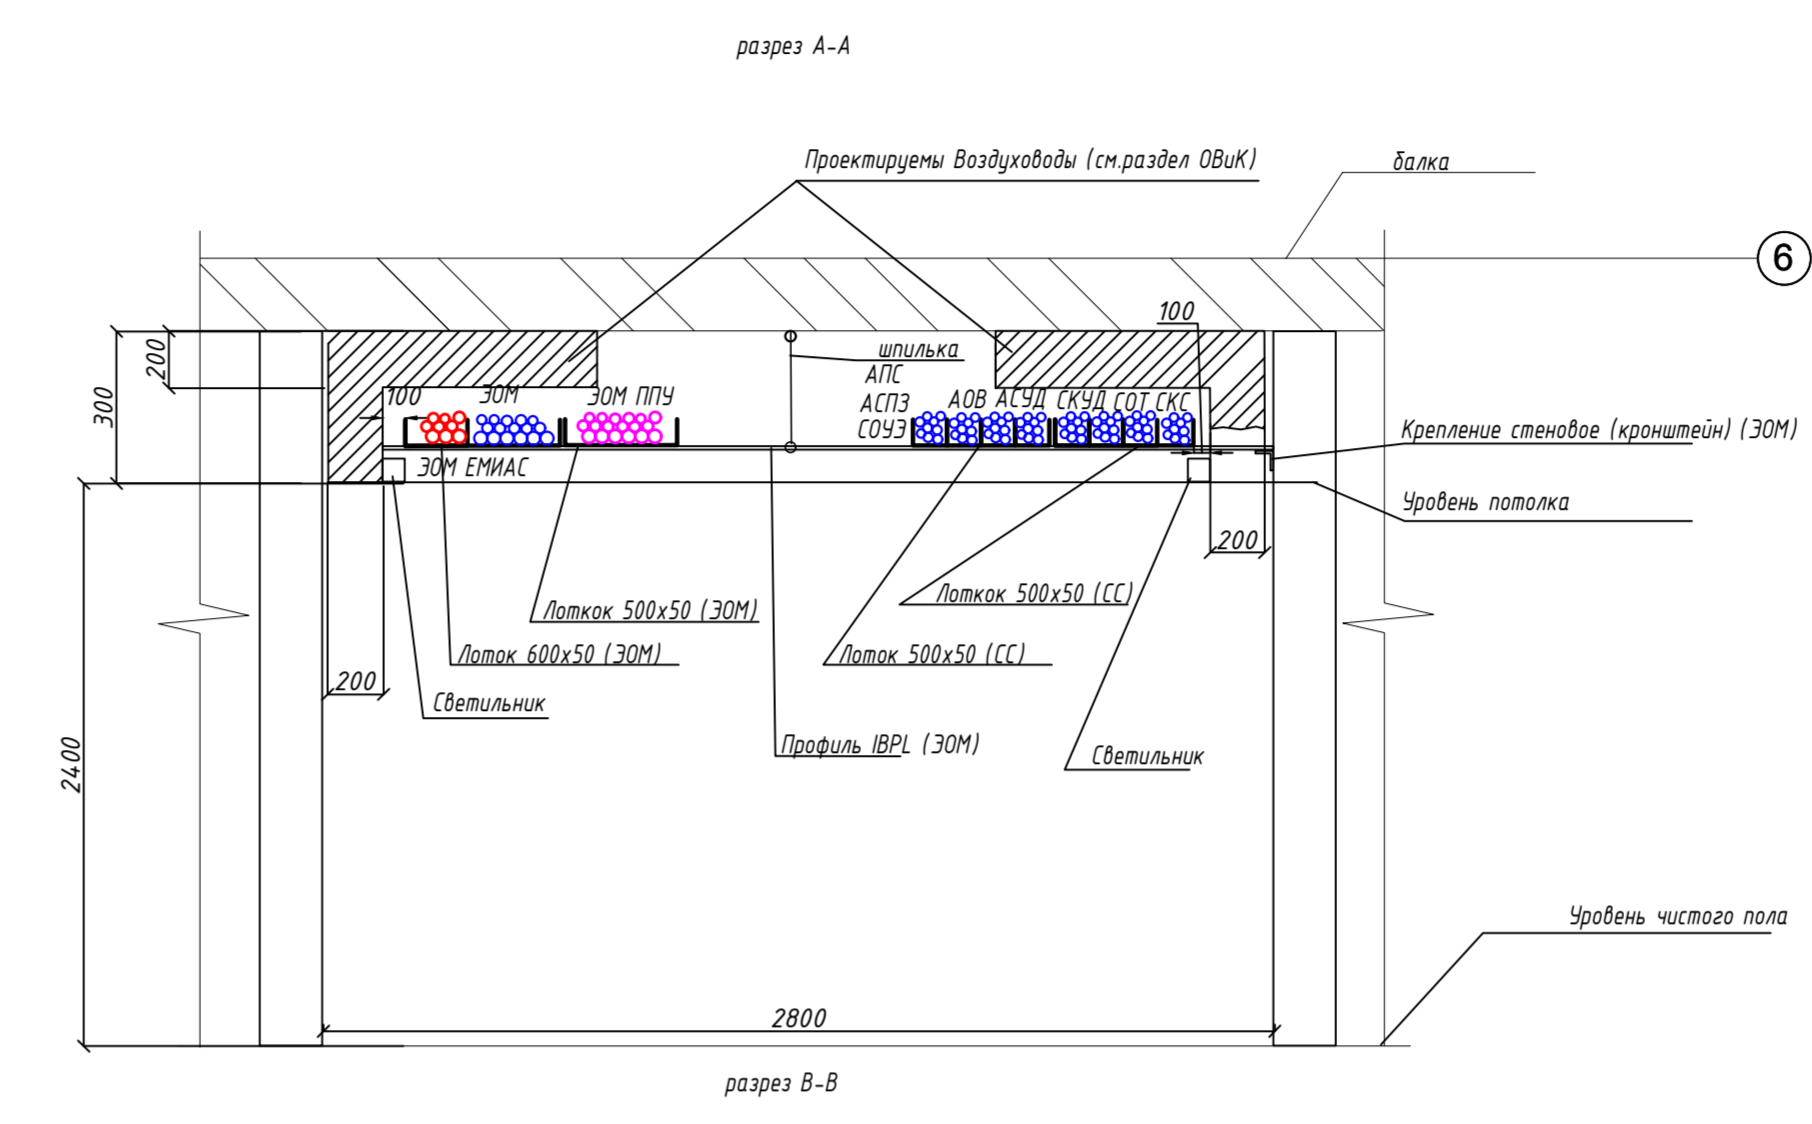 разрез А-А
Проектируемы Воздуховоды (см.раздел ОВиК)
балка
6
100
200
300
шпилька
АПС
100
ЭОМ
ЭОМ ППУ
АСПЗ
АОВ АСУД СКУД СОТ СКС
СОУЭ
Крепление стеновое (кронштейн) (ЭОМ)
ЭОМ ЕМИАС
Уровень потолка
200
Лоткок 500х50 (СС)
Лоткок 500х50 (ЭОМ)
Лоток 600х50 (ЭОМ)
Лоток 500х50 (СС)
200
Светильник
Профиль IBPL (ЭОМ)
Светильник
2400
Уровень чистого пола
2800
разрез В-В